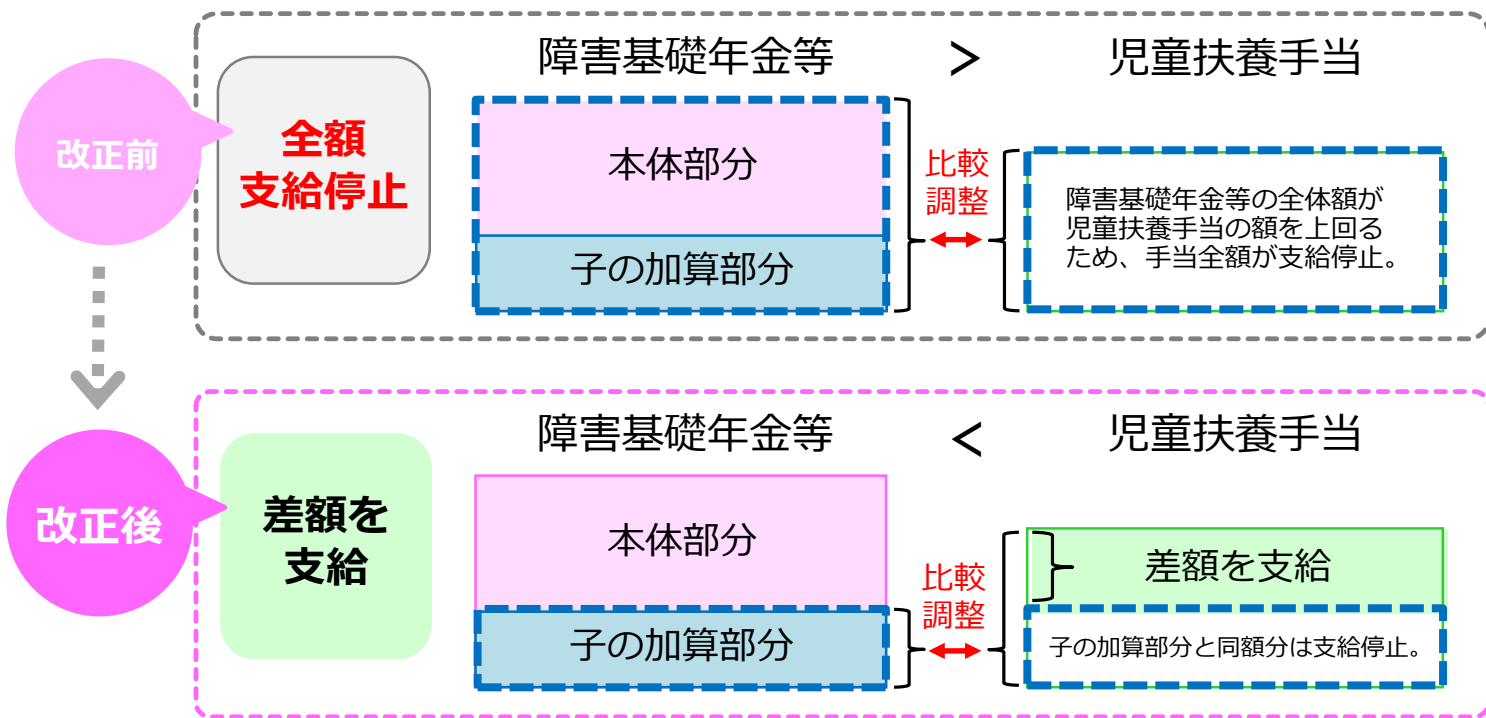 改正前
全額
支給停止
障害基礎年金等 > 児童扶養手当
本体部分
子の加算部分
比較
調整
障害基礎年金等の全体額が
児童扶養手当の額を上回る
ため、手当全額が支給停止。
改正後
差額を
支給
障害基礎年金等 < 児童扶養手当
本体部分
子の加算部分
比較
調整
差額を支給
子の加算部分と同額分は支給停止。